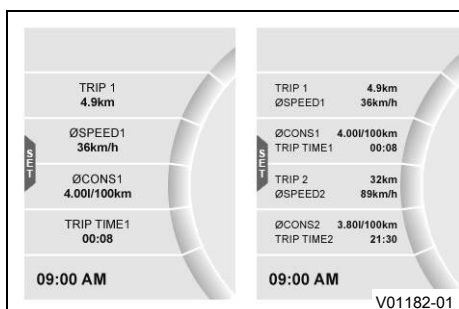 TRIP 1
4.9km
ØSPEED1
36km/h
SET
ØCONS1
4.00l/100km
TRIP TIME1
00:08
09:00 AM
TRIP 1 4.9km
ØSPEED1 36km/h
ØCONS1 4.00l/100km
TRIP TIME1 00:08
SET
TRIP 2 32km
ØSPEED2 89km/h
ØCONS2 3.80l/100km
TRIP TIME2 21:30
09:00 AM
V01182-01